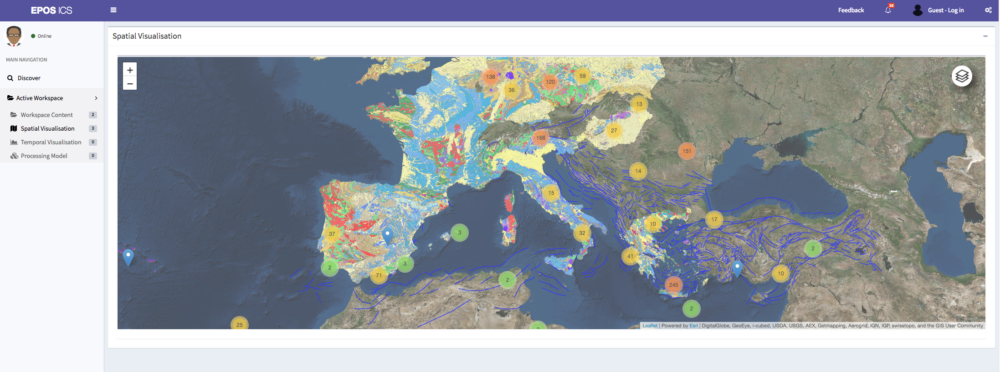 EPOS ICS
Feedback
10
Guest - Log in
Online
Spatial Visualisation
MAIN NAVIGATION
Discover
Active Workspace
Workspace Content 2
Spatial Visualisation 3
Temporal Visualisation 0
Processing Model 0
+
−
138
36
120
59
13
27
168
151
14
15
37
3
32
10
17
2
41
2
3
71
2
10
245
2
25
Leaflet | Powered by Esri | DigitalGlobe, GeoEye, i-cubed, USDA, USGS, AEX, Getmapping, Aerogrid, IGN, IGP, swisstopo, and the GIS User Community